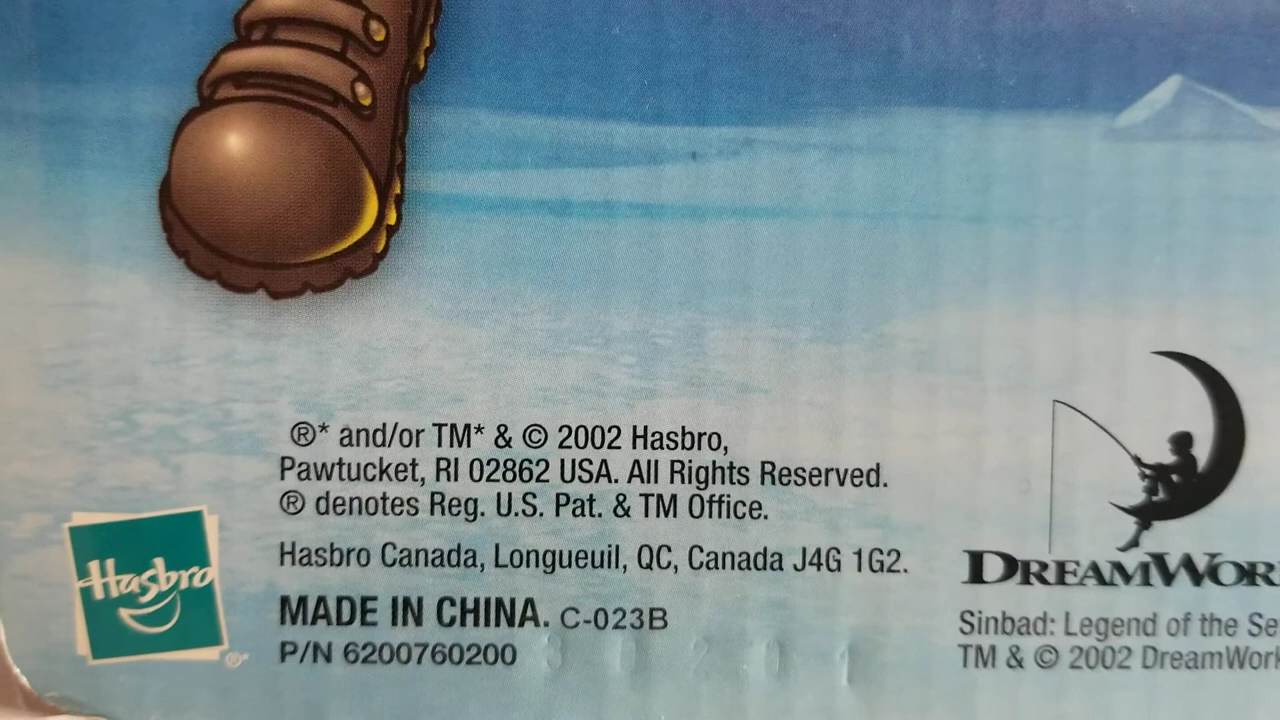 ®* and/or TM* & © 2002 Hasbro,
Pawtucket, RI 02862 USA. All Rights Reserved.
® denotes Reg. U.S. Pat. & TM Office.
Hasbro Canada, Longueuil, QC, Canada J4G 1G2.
MADE IN CHINA. C-023B
P/N 6200760200
Hasbro
®*
DREAMWOR
Sinbad: Legend of the Se
TM & © 2002 DreamWork